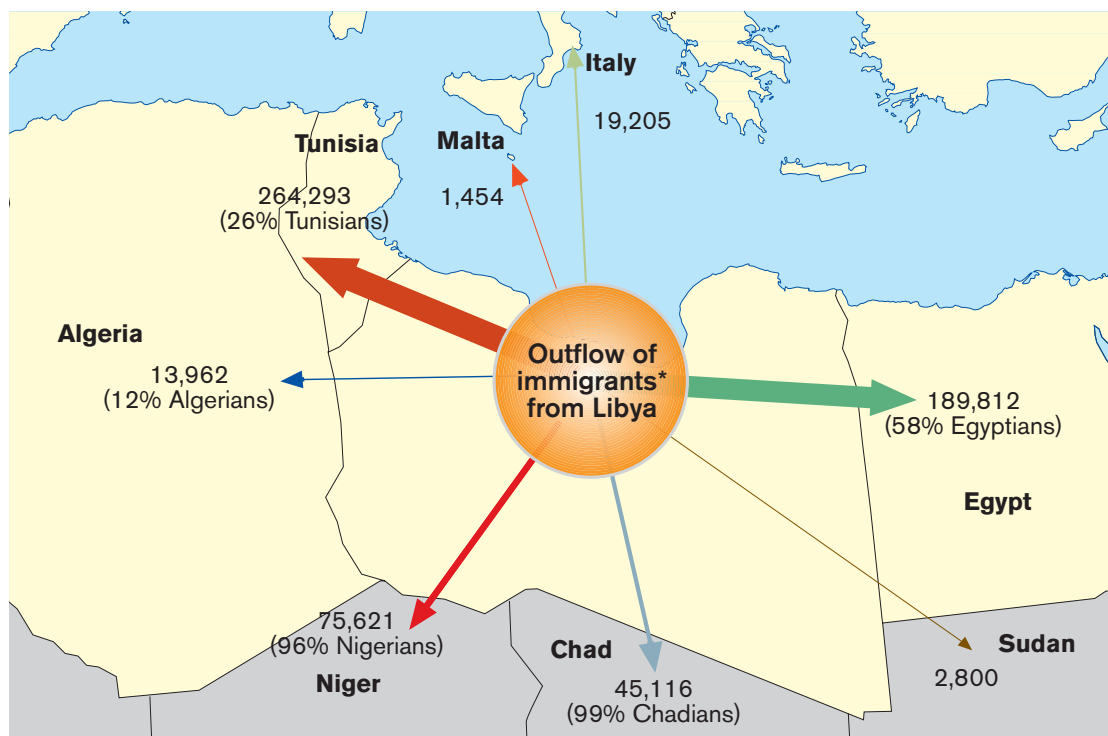 Italy
19,205
Tunisia
264,293
(26% Tunisians)
Malta
1,454
Algeria
13,962
(12% Algerians)
Outflow of
immigrants*
from Libya
189,812
(58% Egyptians)
Egypt
75,621
(96% Nigerians)
Niger
Chad
45,116
(99% Chadians)
Sudan
2,800